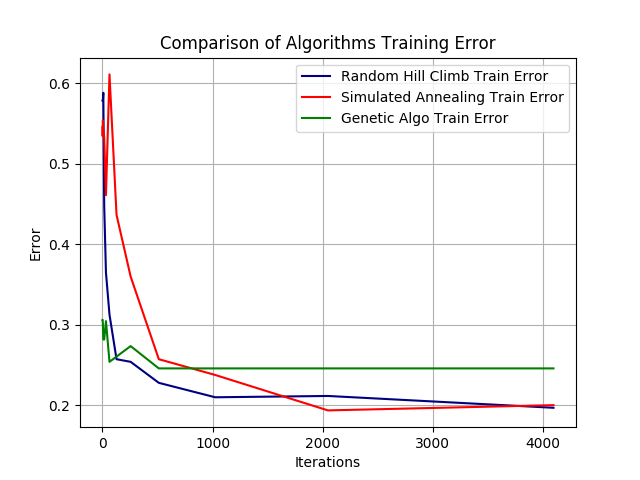 Comparison of Algorithms Training Error
Random Hill Climb Train Error
Simulated Annealing Train Error
Genetic Algo Train Error
Error
0.6
0.5
0.4
0.3
0.2
0
1000
2000
3000
4000
Iterations